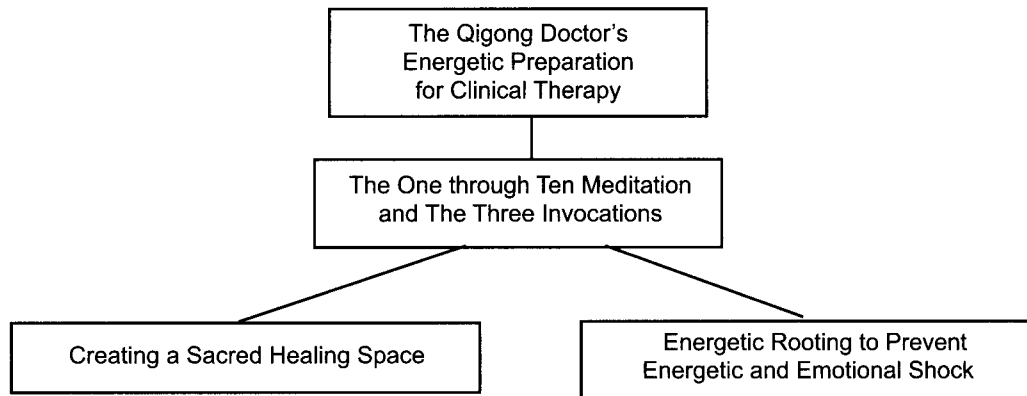 The Qigong Doctor's
Energetic Preparation
for Clinical Therapy
The One through Ten Meditation
and The Three Invocations
Creating a Sacred Healing Space
Energetic Rooting to Prevent
Energetic and Emotional Shock